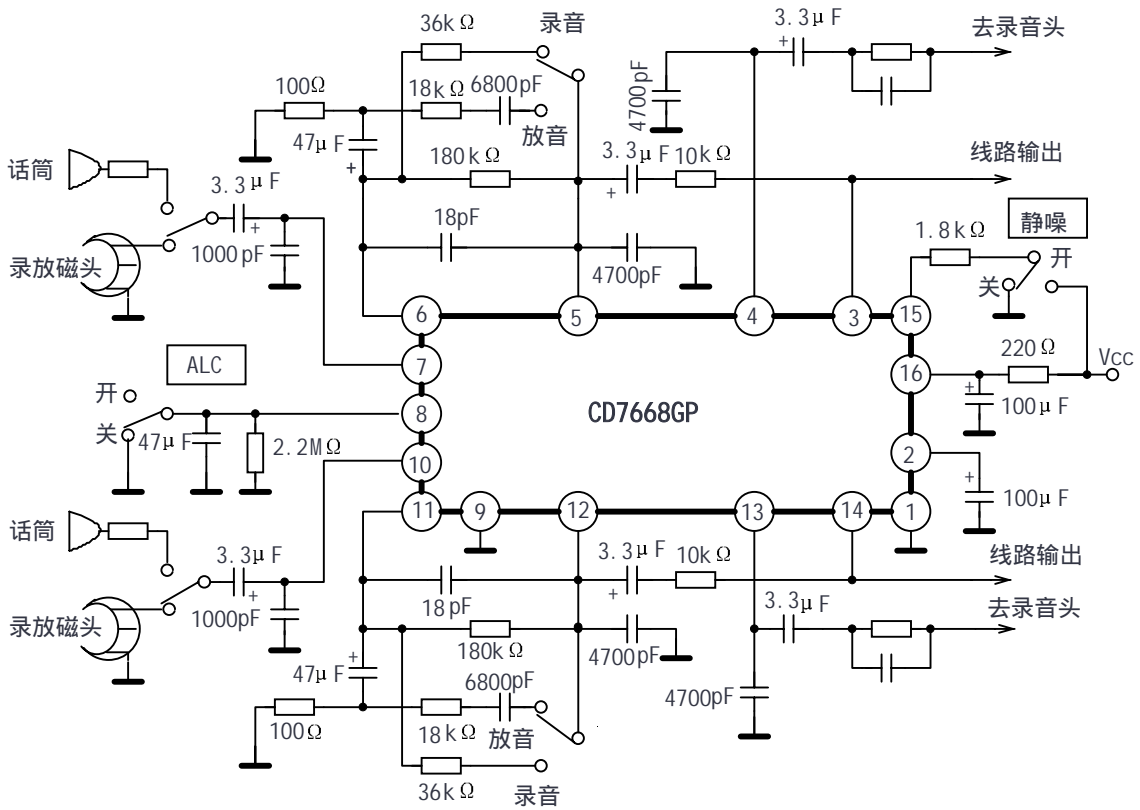 36kΩ
录音
3.3μF
去录音头
100Ω
18kΩ
6800pF
4700pF
47μF
放音
+
180kΩ
3.3μF
10kΩ
线路输出
话筒
3.3μF
+
18pF
静噪
1.8kΩ
开
关
录放磁头
1000pF
4700pF
6
5
4
3
15
220Ω
VCC
ALC
7
16
+
100μF
开
8
CD7668GP
关
47μF
2.2MΩ
10
2
+
100μF
11
9
12
13
14
1
话筒
3.3μF
+
3.3μF
10kΩ
线路输出
18pF
+
3.3μF
去录音头
录放磁头
1000pF
180kΩ
4700pF
+
47μF
6800pF
4700pF
100Ω
18kΩ
放音
36kΩ
录音